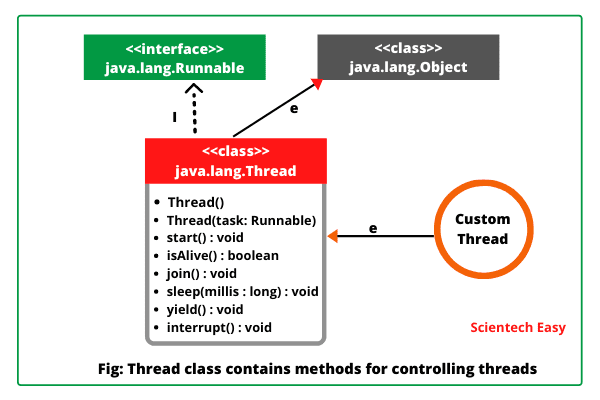 <<interface>>
java.lang.Runnable
<<class>>
java.lang.Object
I
e
<<class>>
java.lang.Thread
• Thread()
• Thread(task: Runnable)
• start() : void
• isAlive() : boolean
• join() : void
• sleep(millis : long) : void
• yield() : void
• interrupt() : void
e
Custom
Thread
Scientech Easy
Fig: Thread class contains methods for controlling threads